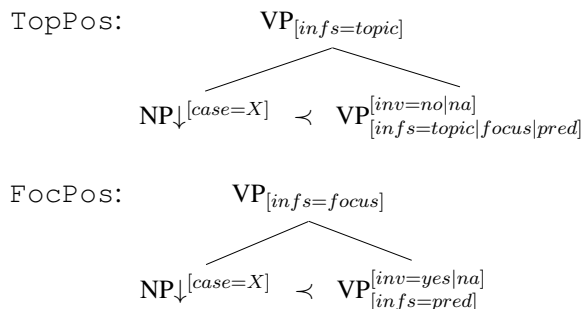 TopPos: VP[infs=topic]
NP↓[case=X] ≺ VP[inv=no|na][infs=topic|focus|pred]
FocPos: VP[infs=focus]
NP↓[case=X] ≺ VP[inv=yes|na][infs=pred]